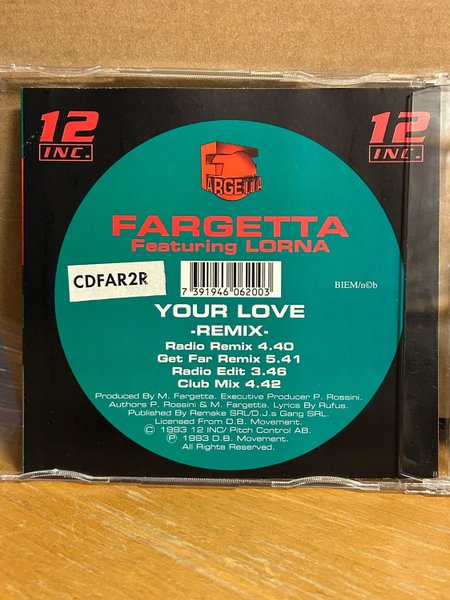 12 INC.
12 INC.
FARGETTA
FARGETTA
Featuring LORNA
CDFAR2R
7 391946 062003
BIEM/n©b
YOUR LOVE
-REMIX-
Radio Remix 4.40
Get Far Remix 5.41
Radio Edit 3.46
Club Mix 4.42
Produced By M. Fargetta. Executive Producer P. Rossini.
Authors P. Rossini & M. Fargetta. Lyrics By Rufus.
Published By Remake SRL/D.J.s Gang SRL.
Licensed From D.B. Movement.
© 1993 12 INC/ Pitch Control AB.
℗ 1993 D.B. Movement.
All Rights Reserved.